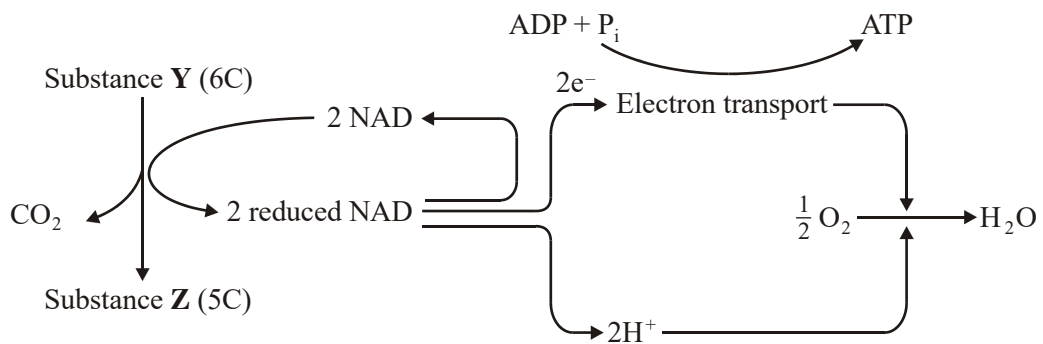 ADP + Pi ATP
Substance Y (6C)
2e–
2 NAD
Electron transport
CO2
2 reduced NAD
1/2 O2
H2O
Substance Z (5C)
2H+